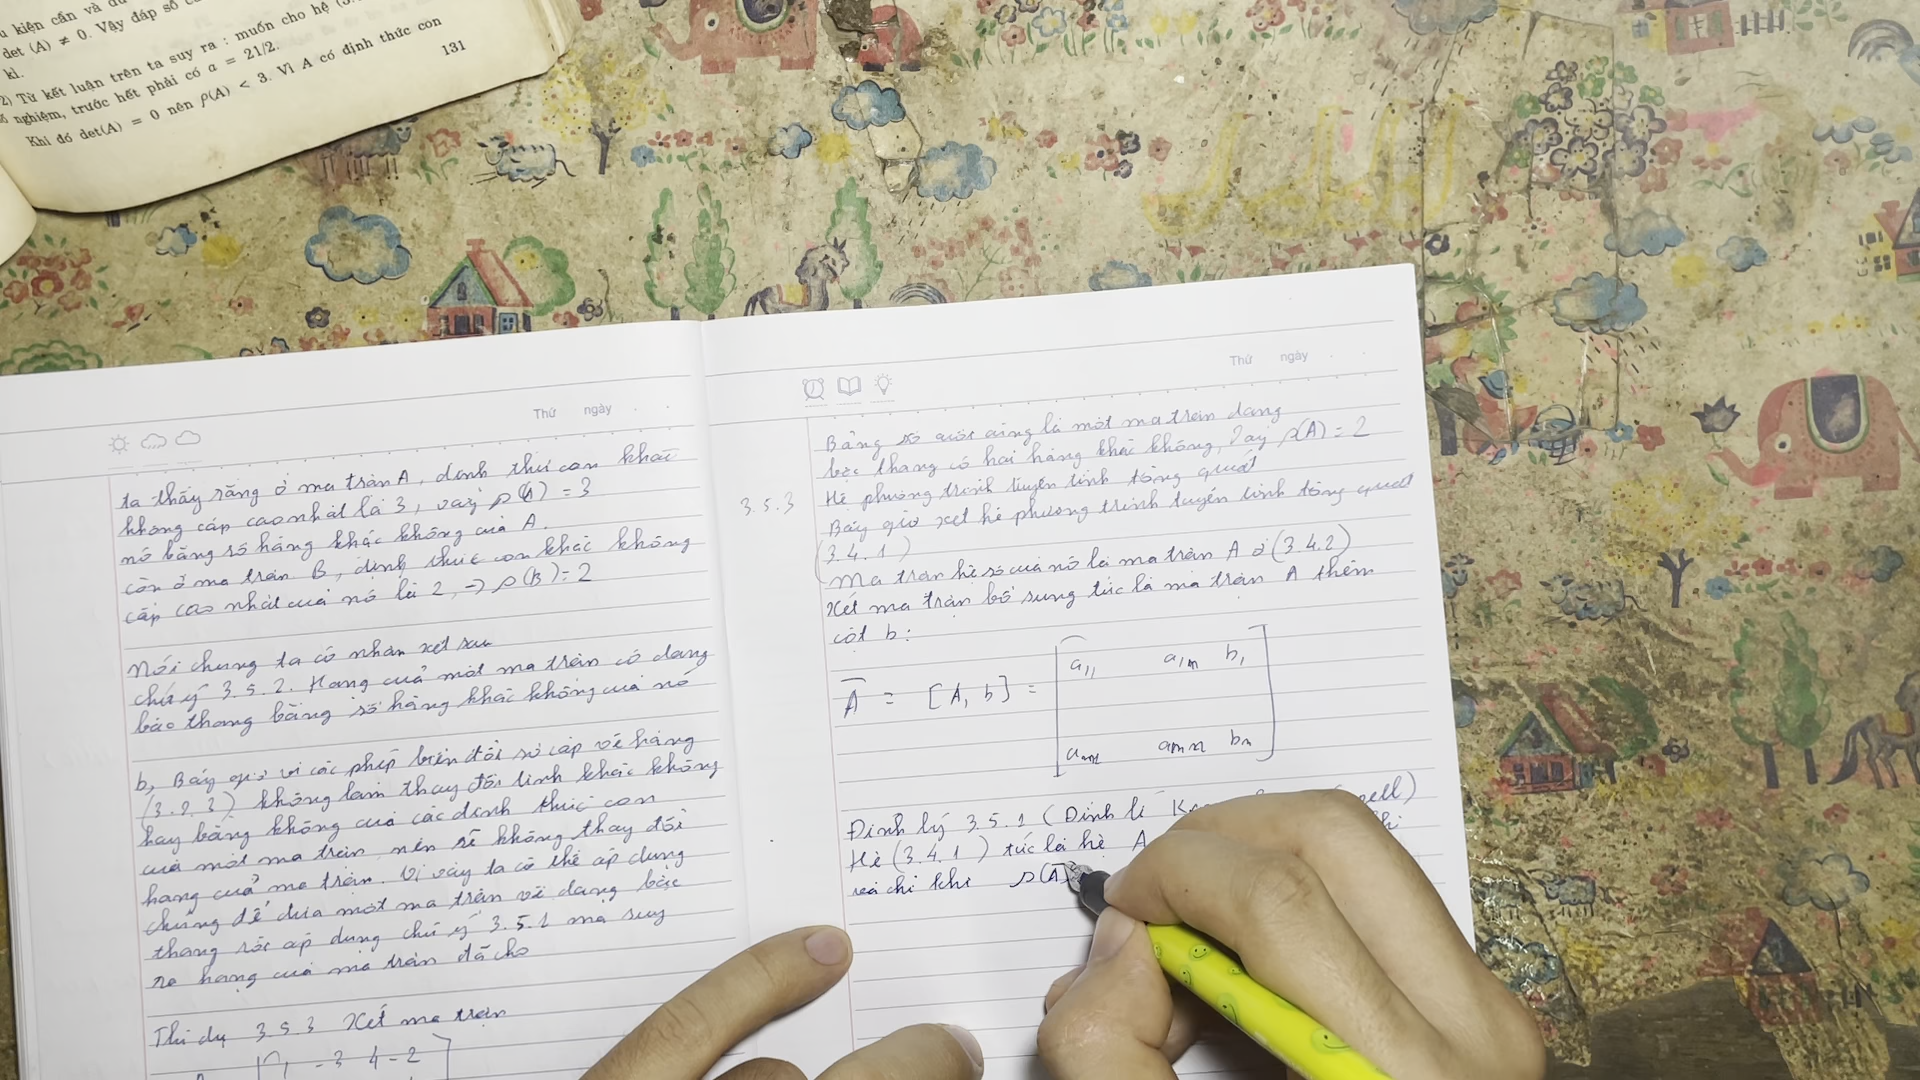 u kiện cần và đủ
det (A) ≠ 0. Vậy đáp số
kì.
2) Từ kết luận trên ta suy ra : muốn cho hệ (3.
nghiệm, trước hết phải có a = 21/2.
Khi đó det(A) = 0 nên ρ(A) < 3. Vì A có định thức con
131
Thứ ngày
ta thấy rằng ở ma trận A, định thức con khác
không cấp cao nhất là 3, vậy ρ(A) = 3
nó bằng số hàng khác không của A.
còn ở ma trận B, định thức con khác không
cấp cao nhất của nó là 2, → ρ(B) = 2
Nói chung ta có nhận xét sau
chú ý 3.5.2. Hạng của một ma trận có dạng
bậc thang bằng số hàng khác không của nó
b, Bây giờ vì các phép biến đổi sơ cấp về hàng
(3.2.3) không làm thay đổi tính khác không
hay bằng không của các định thức con
của một ma trận nên sẽ không thay đổi
hạng của ma trận. Vì vậy ta có thể áp dụng
chúng để đưa một ma trận về dạng bậc
thang rồi áp dụng chú ý 3.5.1 mà suy
ra hạng của ma trận đã cho
Thí dụ 3.5.3 Xét ma trận
1 -3 4 -2
Thứ ngày
Bảng số cuối cùng là một ma trận dạng
bậc thang có hai hàng khác không, vậy ρ(A) = 2
3.5.3 Hệ phương trình tuyến tính tổng quát
Bây giờ xét hệ phương trình tuyến tính tổng quát
(3.4.1)
Ma trận hệ số của nó là ma trận A ở (3.4.2)
Xét ma trận bổ sung tức là ma trận A thêm
cột b:
a11 a1n b1
A = [A, b] =
am1 amn bm
Định lý 3.5.1 (Định lí
Hệ (3.4.1) tức là hệ A
và chỉ khi ρ(A)